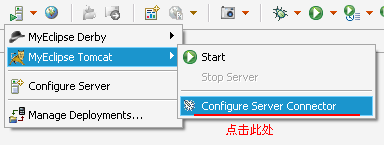 MyEclipse Derby
MyEclipse Tomcat
Configure Server
Manage Deployments...
Start
Stop Server
Configure Server Connector
点击此处